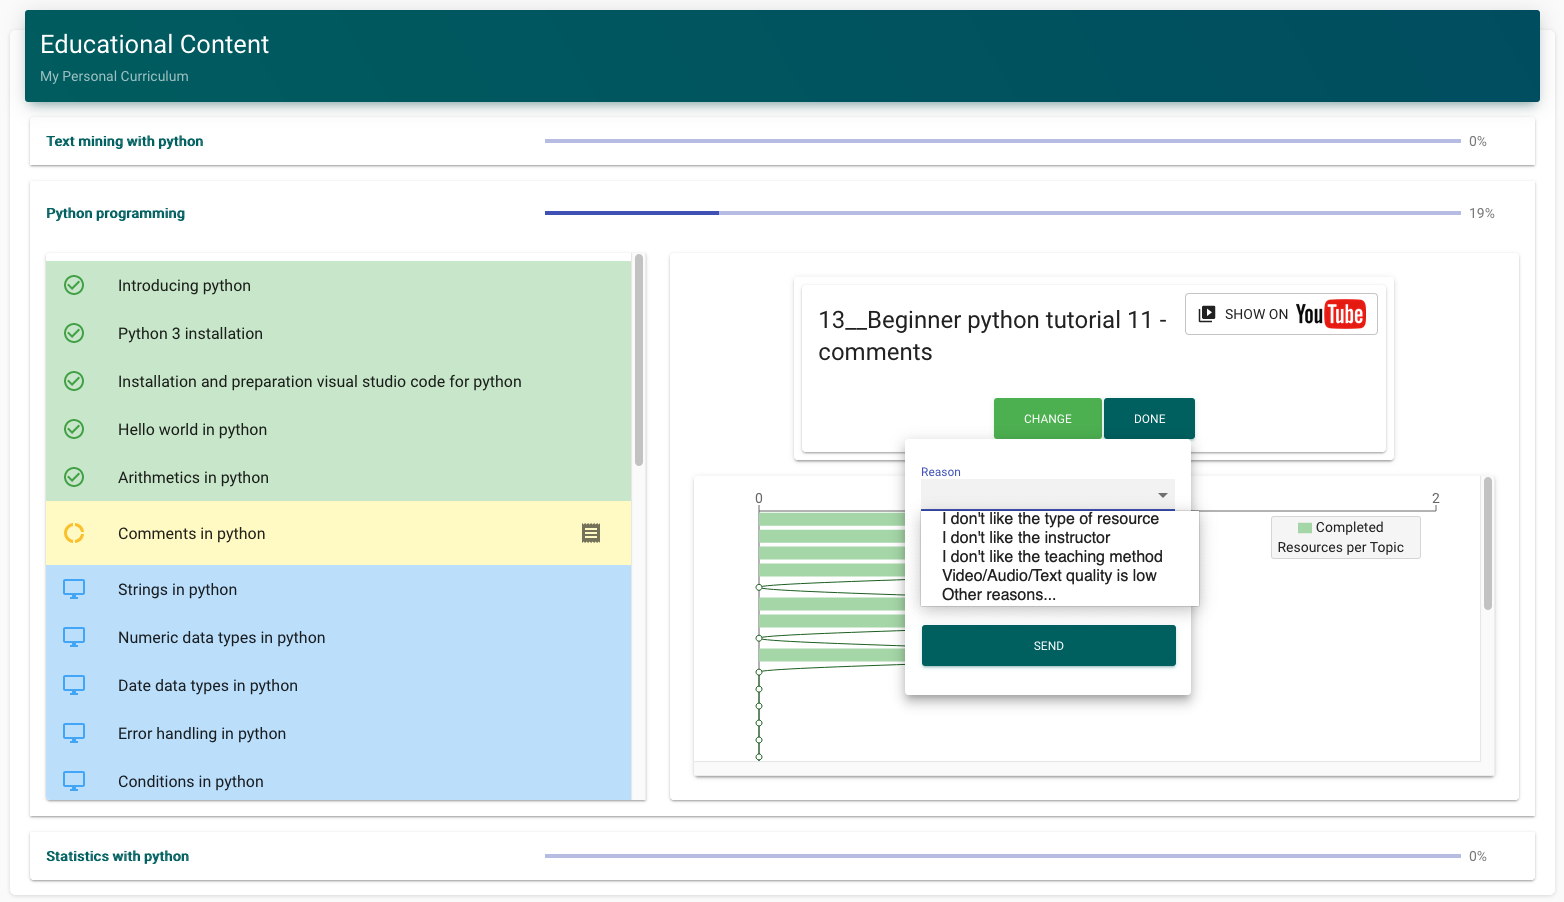 Educational Content
My Personal Curriculum
Text mining with python
0%
Python programming
19%
Introducing python
Python 3 installation
Installation and preparation visual studio code for python
Hello world in python
Arithmetics in python
Comments in python
Strings in python
Numeric data types in python
Date data types in python
Error handling in python
Conditions in python
13__Beginner python tutorial 11 -
comments
SHOW ON YouTube
CHANGE
DONE
Reason
I don't like the type of resource
I don't like the instructor
I don't like the teaching method
Video/Audio/Text quality is low
Other reasons...
SEND
0
2
Completed
Resources per Topic
Statistics with python
0%